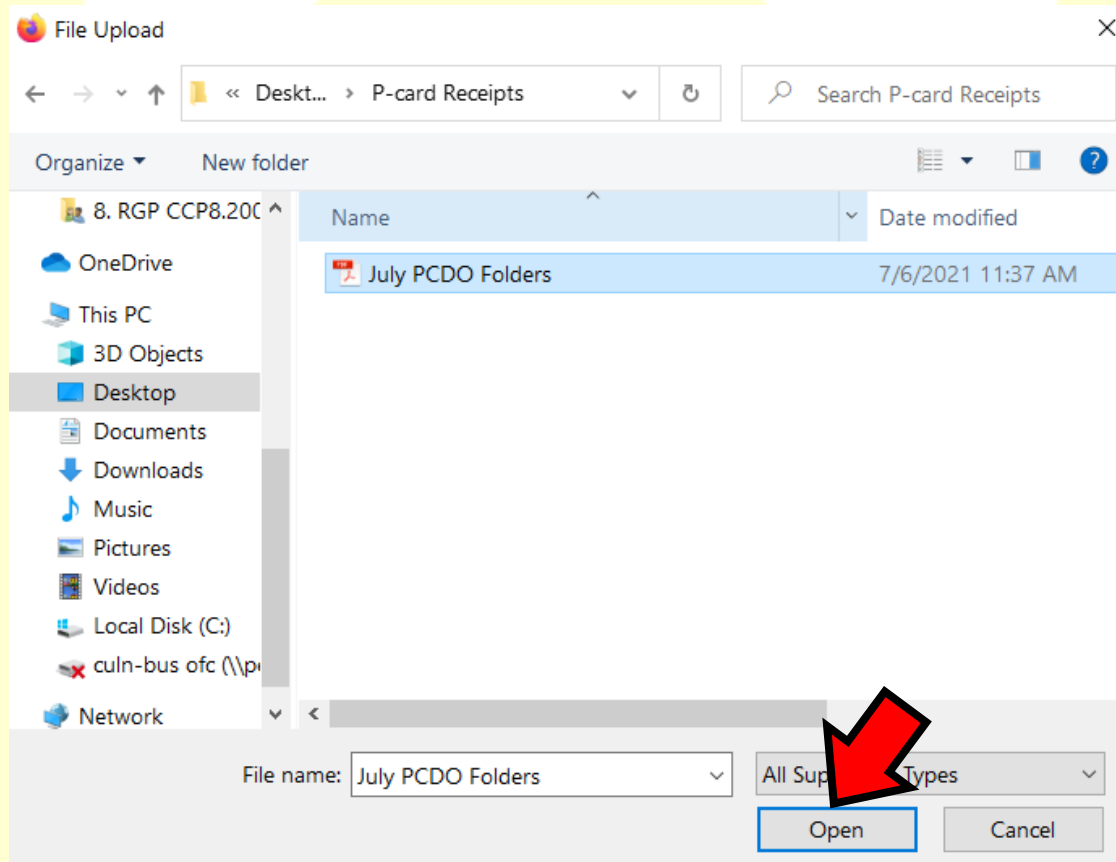 File Upload
« Deskt... › P-card Receipts
Search P-card Receipts
Organize
New folder
?
8. RGP CCP8.200
Name
Date modified
OneDrive
July PCDO Folders
7/6/2021 11:37 AM
This PC
3D Objects
Desktop
Documents
Downloads
Music
Pictures
Videos
Local Disk (C:)
culn-bus ofc (\\p
Network
File name:
July PCDO Folders
All Sup Types
Open
Cancel